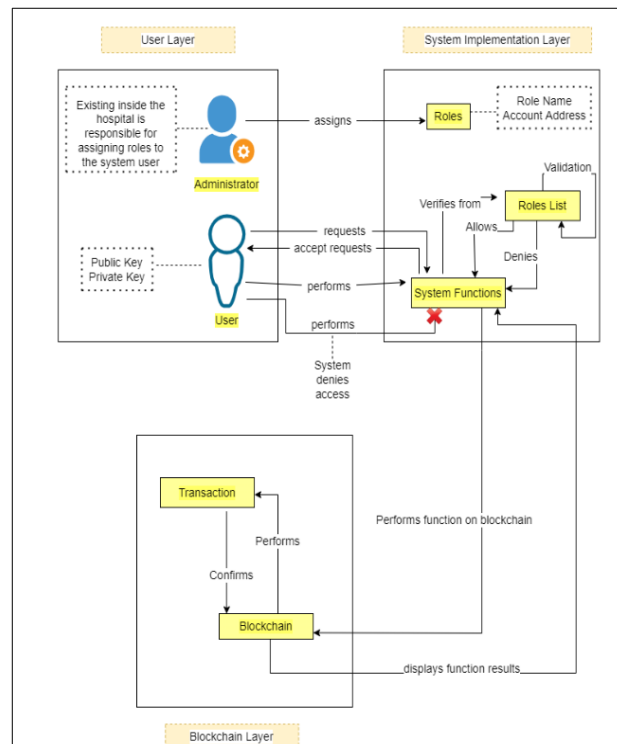 User Layer
System Implementation Layer
Existing inside the
hospital is
responsible for
assigning roles to
the system user
Administrator
assigns
Roles
Role Name
Account Address
Validation
Verifies from
Roles List
Allows
Denies
requests
accept requests
Public Key
Private Key
performs
System Functions
User
performs
System
denies
access
Transaction
Performs function on blockchain
Performs
Confirms
Blockchain
displays function results
Blockchain Layer